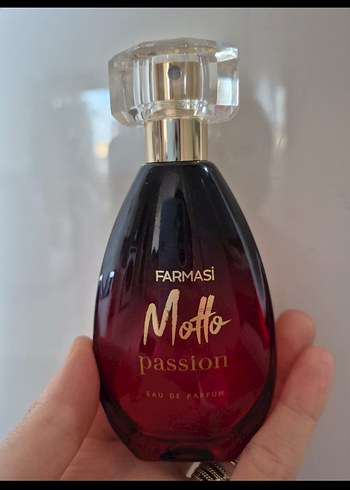 FARMASİ
Motto
passion
EAU DE PARFUM